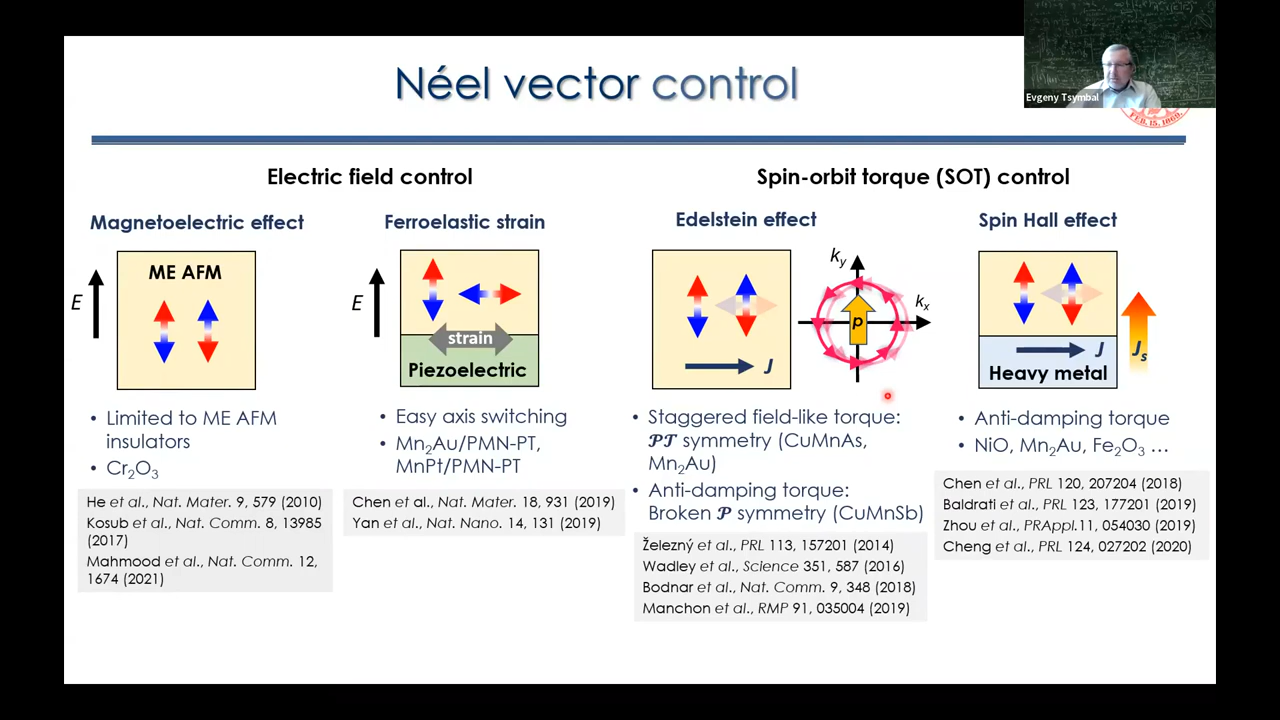 Néel vector control
Evgeny Tsymbal
FEB. 15. 1869.
Electric field control
Spin-orbit torque (SOT) control
Magnetoelectric effect
ME AFM
E
• Limited to ME AFM
insulators
• Cr₂O₃
He et al., Nat. Mater. 9, 579 (2010)
Kosub et al., Nat. Comm. 8, 13985
(2017)
Mahmood et al., Nat. Comm. 12,
1674 (2021)
Ferroelastic strain
E
strain
Piezoelectric
• Easy axis switching
• Mn₂Au/PMN-PT,
MnPt/PMN-PT
Chen et al., Nat. Mater. 18, 931 (2019)
Yan et al., Nat. Nano. 14, 131 (2019)
Edelstein effect
J
k_y
k_x
p
• Staggered field-like torque:
𝓟𝓣 symmetry (CuMnAs,
Mn₂Au)
• Anti-damping torque:
Broken 𝓟 symmetry (CuMnSb)
Železný et al., PRL 113, 157201 (2014)
Wadley et al., Science 351, 587 (2016)
Bodnar et al., Nat. Comm. 9, 348 (2018)
Manchon et al., RMP 91, 035004 (2019)
Spin Hall effect
J
Heavy metal
Jₛ
• Anti-damping torque
• NiO, Mn₂Au, Fe₂O₃ …
Chen et al., PRL 120, 207204 (2018)
Baldrati et al., PRL 123, 177201 (2019)
Zhou et al., PRAppl.11, 054030 (2019)
Cheng et al., PRL 124, 027202 (2020)